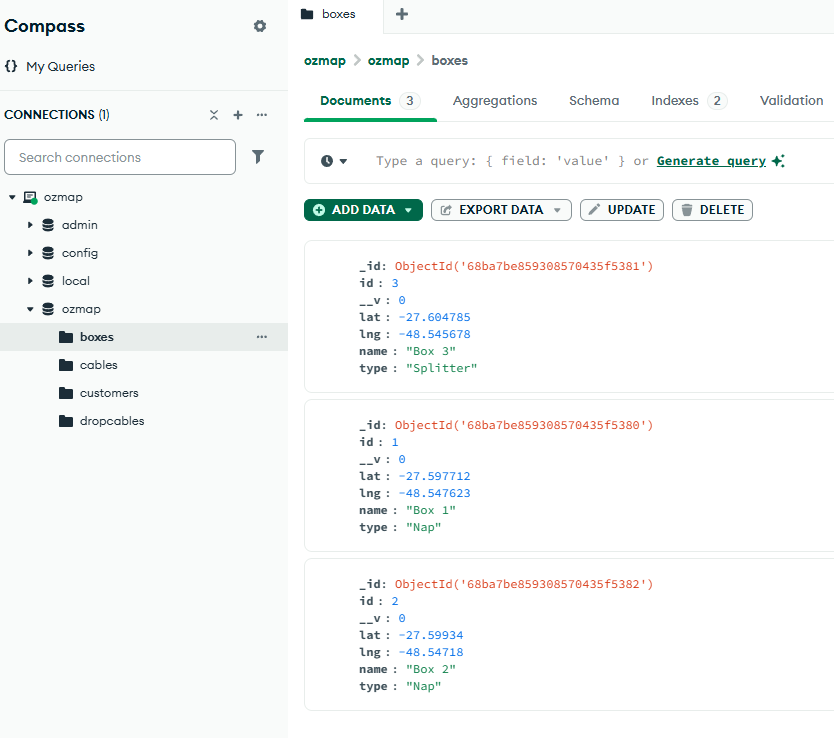 Compass
{} My Queries
CONNECTIONS (1)
Search connections
ozmap
admin
config
local
ozmap
boxes
cables
customers
dropcables
boxes
ozmap > ozmap > boxes
Documents 3 Aggregations Schema Indexes 2 Validation
Type a query: { field: 'value' } or Generate query
ADD DATA EXPORT DATA UPDATE DELETE
_id: ObjectId('68ba7be859308570435f5381')
id : 3
__v : 0
lat : -27.604785
lng : -48.545678
name : "Box 3"
type : "Splitter"
_id: ObjectId('68ba7be859308570435f5380')
id : 1
__v : 0
lat : -27.597712
lng : -48.547623
name : "Box 1"
type : "Nap"
_id: ObjectId('68ba7be859308570435f5382')
id : 2
__v : 0
lat : -27.59934
lng : -48.54718
name : "Box 2"
type : "Nap"